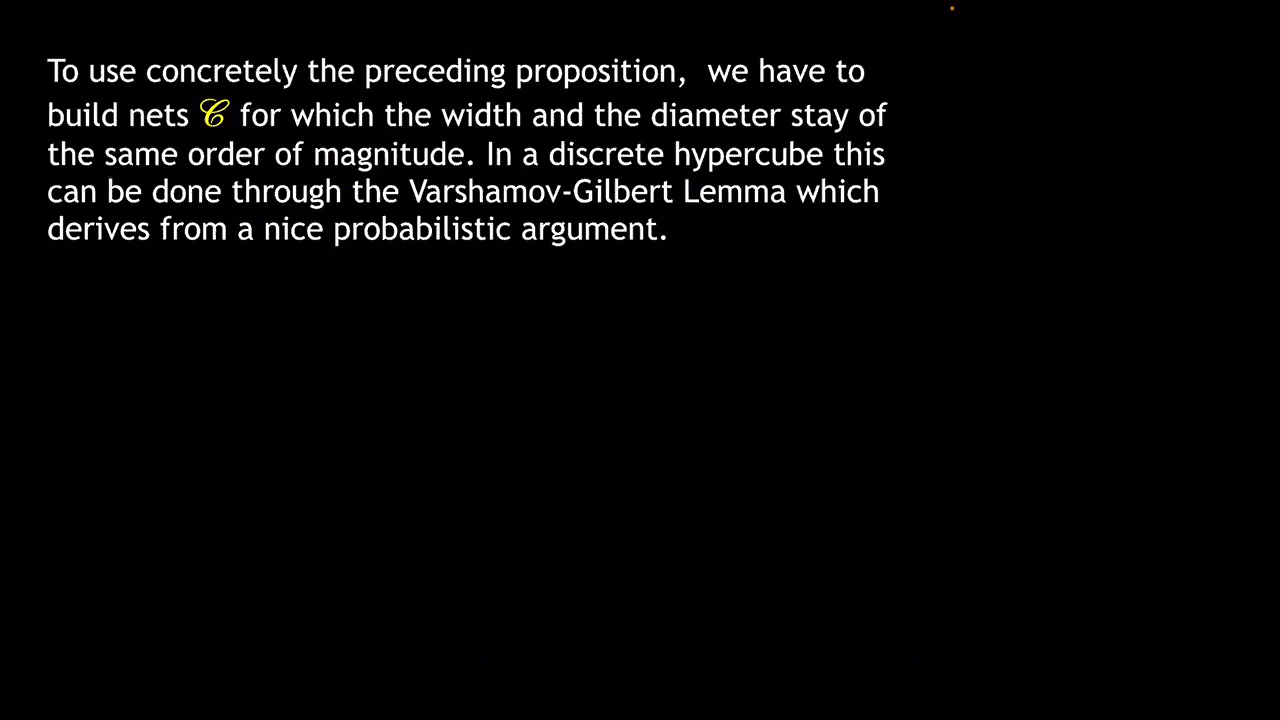 To use concretely the preceding proposition,  we have to
build nets 𝒞 for which the width and the diameter stay of
the same order of magnitude. In a discrete hypercube this
can be done through the Varshamov-Gilbert Lemma which
derives from a nice probabilistic argument.